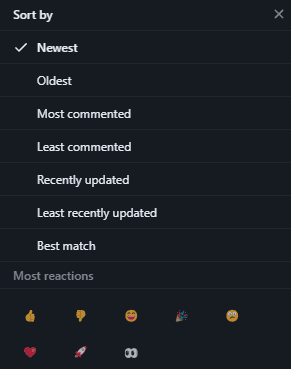 Sort by
Newest
Oldest
Most commented
Least commented
Recently updated
Least recently updated
Best match
Most reactions